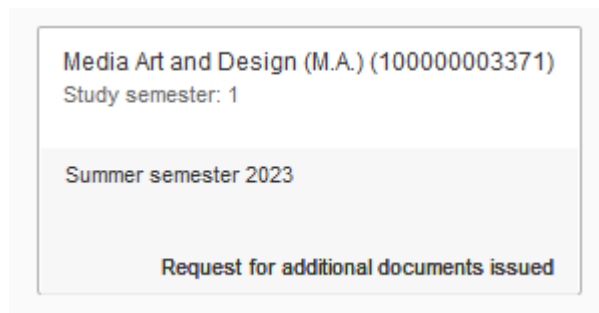 Media Art and Design (M.A.) (100000003371)
Study semester: 1
Summer semester 2023
Request for additional documents issued